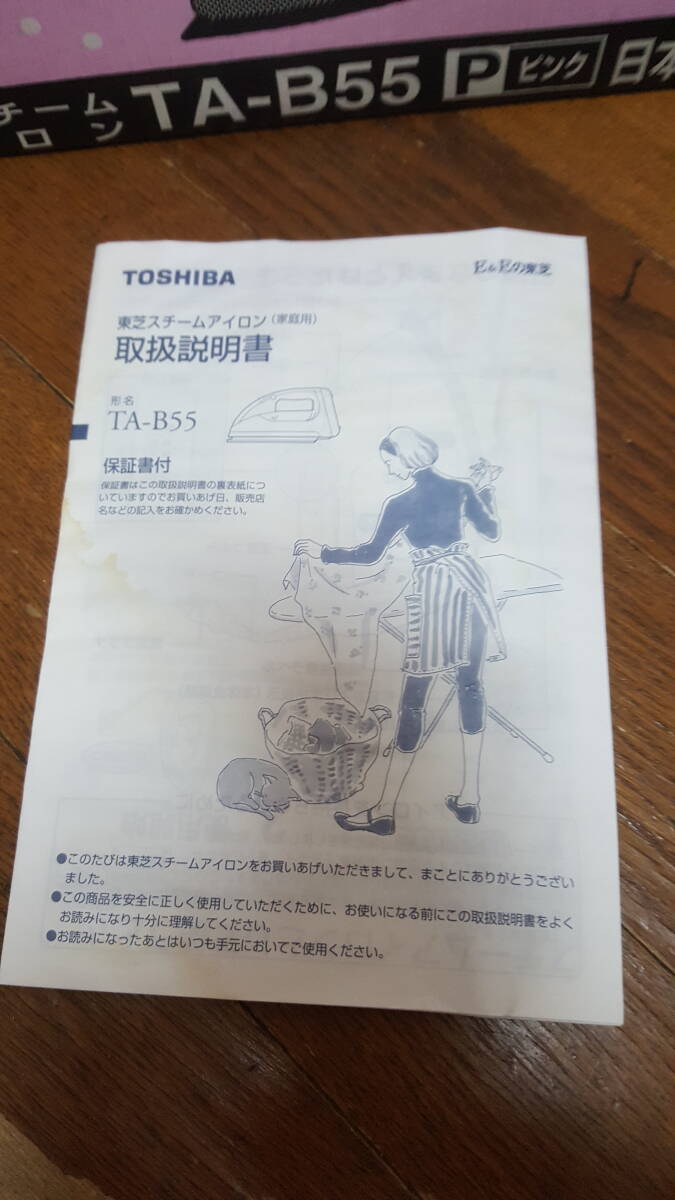 チーム
ロン
TA-B55 P ピンク 日本
TOSHIBA
E&Eの東芝
東芝スチームアイロン(家庭用)
取扱説明書
形名
TA-B55
保証書付
保証書はこの取扱説明書の裏表紙につ
いていますのでお買いあげ日、販売店
名などの記入をお確かめください。
●このたびは東芝スチームアイロンをお買いあげいただきまして、まことにありがとうござい
ました。
●この商品を安全に正しく使用していただくために、お使いになる前にこの取扱説明書をよく
お読みになり十分に理解してください。
●お読みになったあとはいつも手元においてご使用ください。